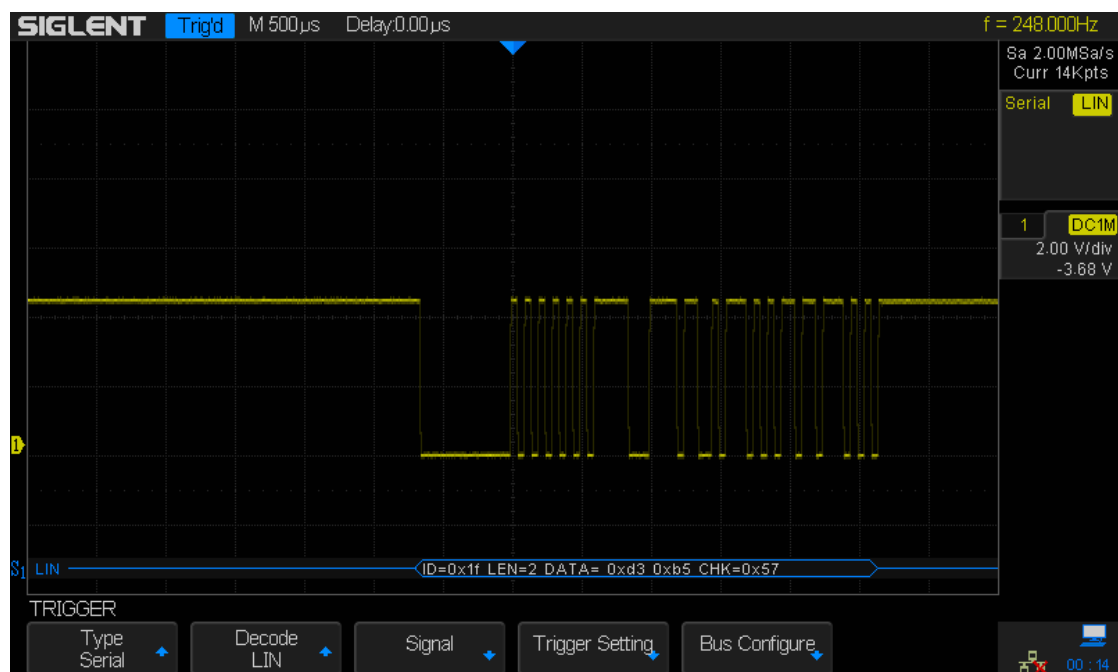 SIGLENT Trig'd M 500µs Delay:0.00µs f = 248.000Hz
Sa 2.00MSa/s
Curr 14Kpts
Serial LIN
1 DC1M
2.00 V/div
-3.68 V
1
S1 LIN ID=0x1f LEN=2 DATA= 0xd3 0xb5 CHK=0x57
TRIGGER
Type
Serial
Decode
LIN
Signal
Trigger Setting
Bus Configure
00 : 14